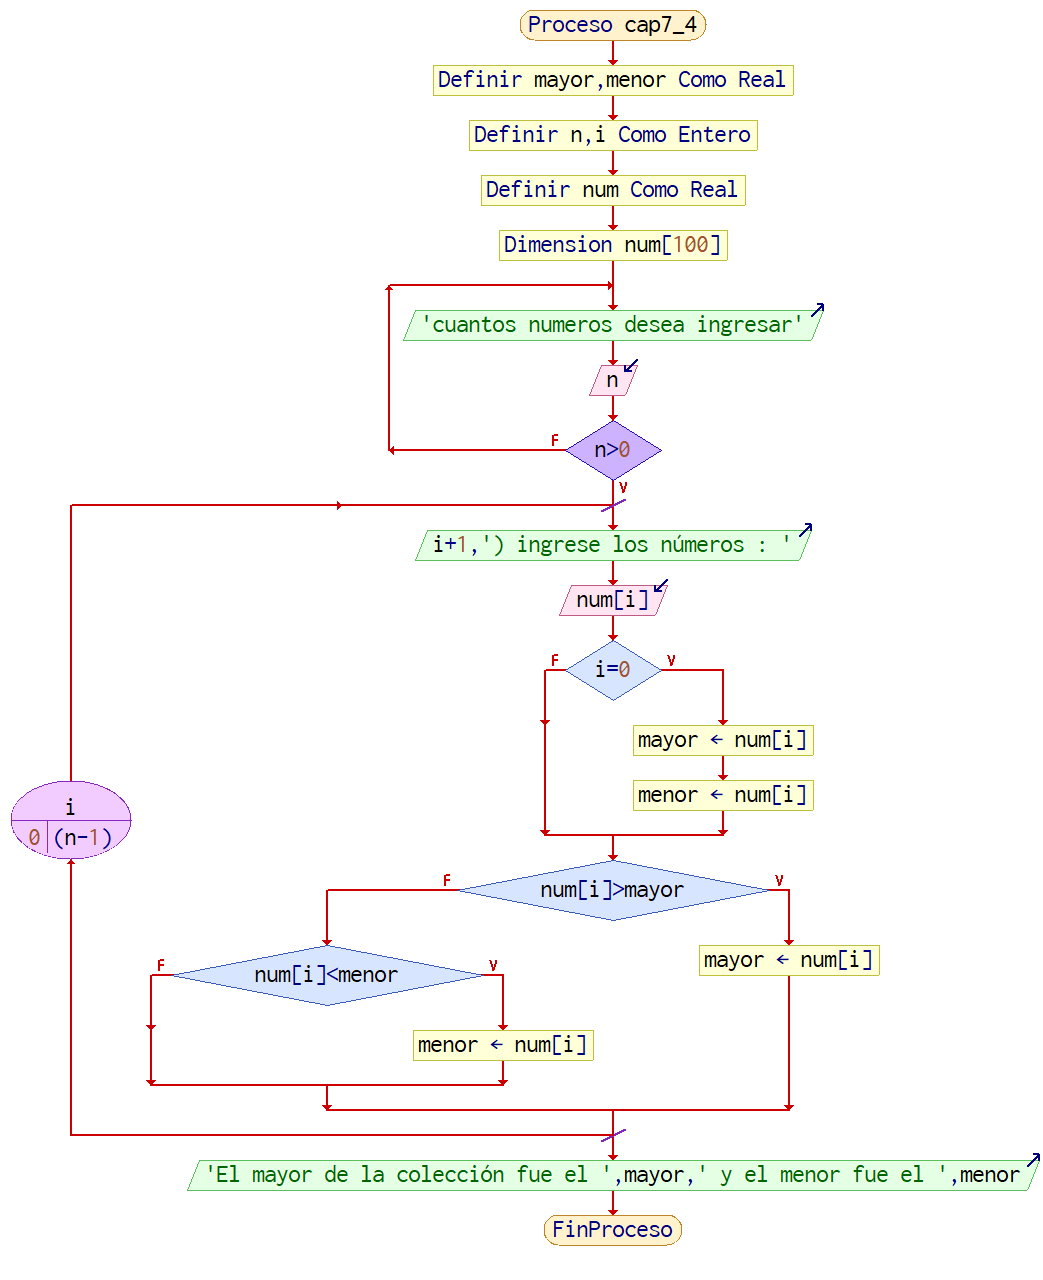 Proceso cap7_4
Definir mayor,menor Como Real
Definir n,i Como Entero
Definir num Como Real
Dimension num[100]
'cuantos numeros desea ingresar'
n
F
n>0
V
i+1,') ingrese los números : '
num[i]
F
i=0
V
mayor ← num[i]
menor ← num[i]
i
0 (n-1)
F
num[i]>mayor
V
mayor ← num[i]
F
num[i]<menor
V
menor ← num[i]
'El mayor de la colección fue el ',mayor,' y el menor fue el ',menor
FinProceso